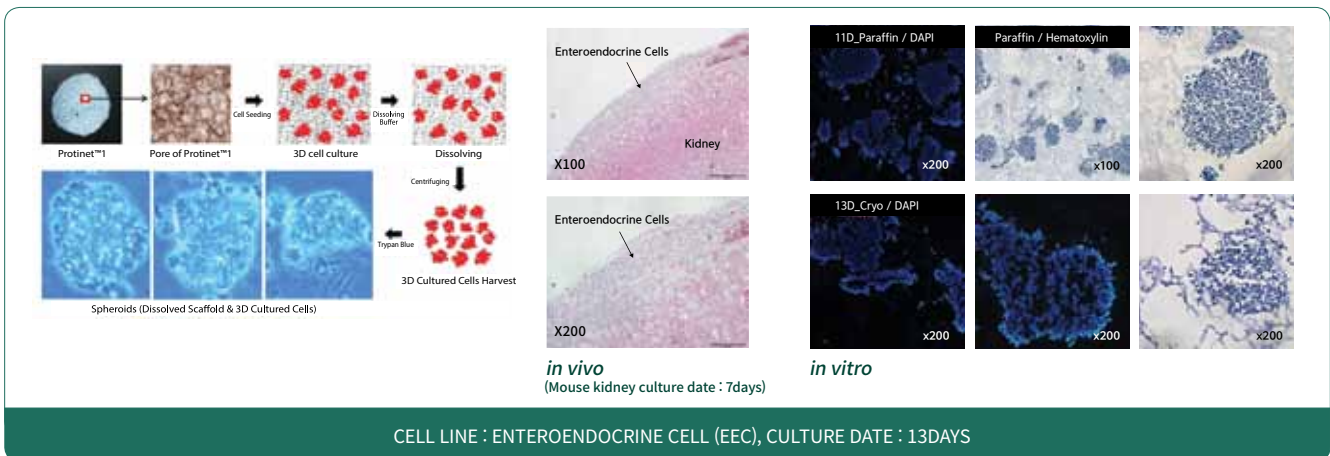 Protinet™1
Pore of Protinet™1
Cell Seeding
3D cell culture
Dissolving
Buffer
Dissolving
Centrifuging
3D Cultured Cells Harvest
Trypan Blue
Spheroids (Dissolved Scaffold & 3D Cultured Cells)
Enteroendocrine Cells
Kidney
X100
Enteroendocrine Cells
X200
in vivo
(Mouse kidney culture date : 7days)
11D_Paraffin / DAPI
x200
Paraffin / Hematoxylin
x100
x200
13D_Cryo / DAPI
x200
x200
x200
in vitro
CELL LINE : ENTEROENDOCRINE CELL (EEC), CULTURE DATE : 13DAYS